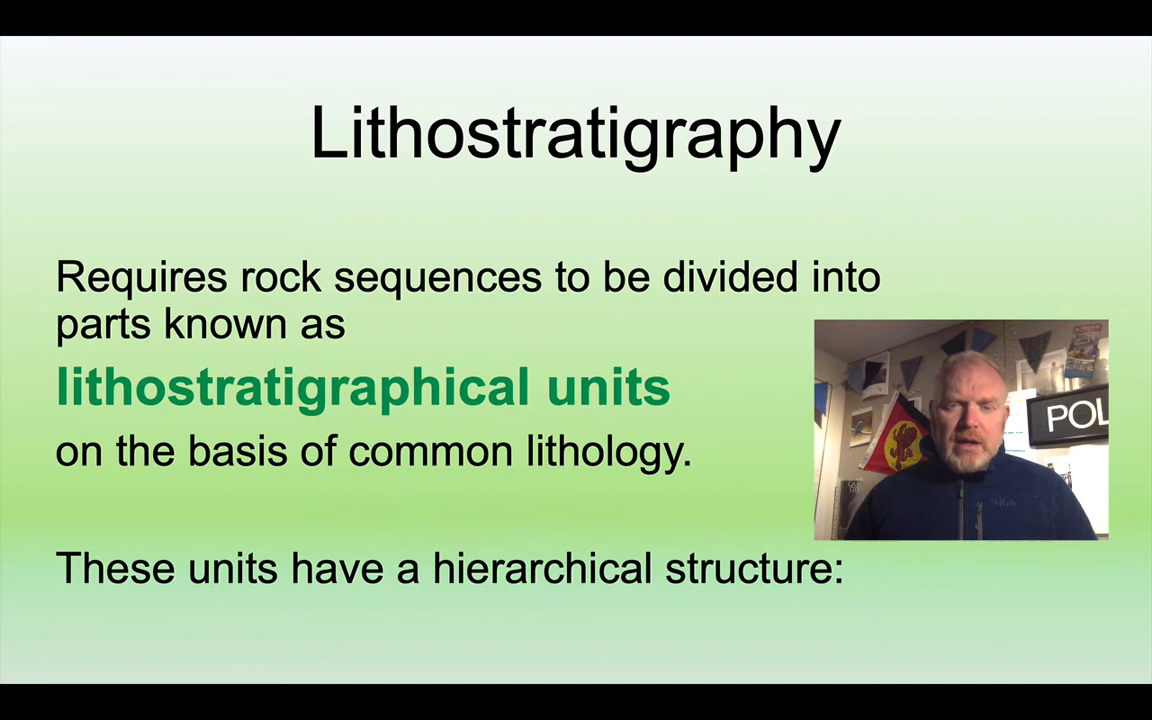 Lithostratigraphy
Requires rock sequences to be divided into
parts known as
lithostratigraphical units
on the basis of common lithology.
POL
These units have a hierarchical structure: